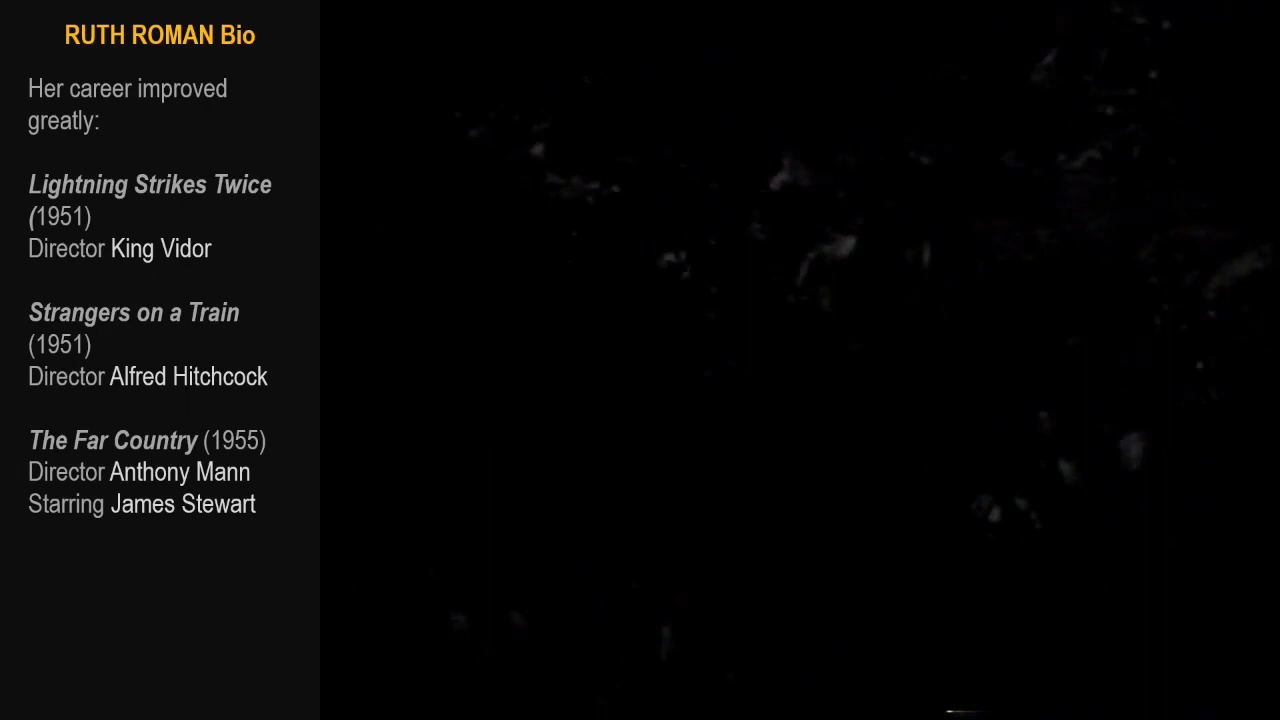 RUTH ROMAN Bio
Her career improved
greatly:
Lightning Strikes Twice
(1951)
Director King Vidor
Strangers on a Train
(1951)
Director Alfred Hitchcock
The Far Country (1955)
Director Anthony Mann
Starring James Stewart